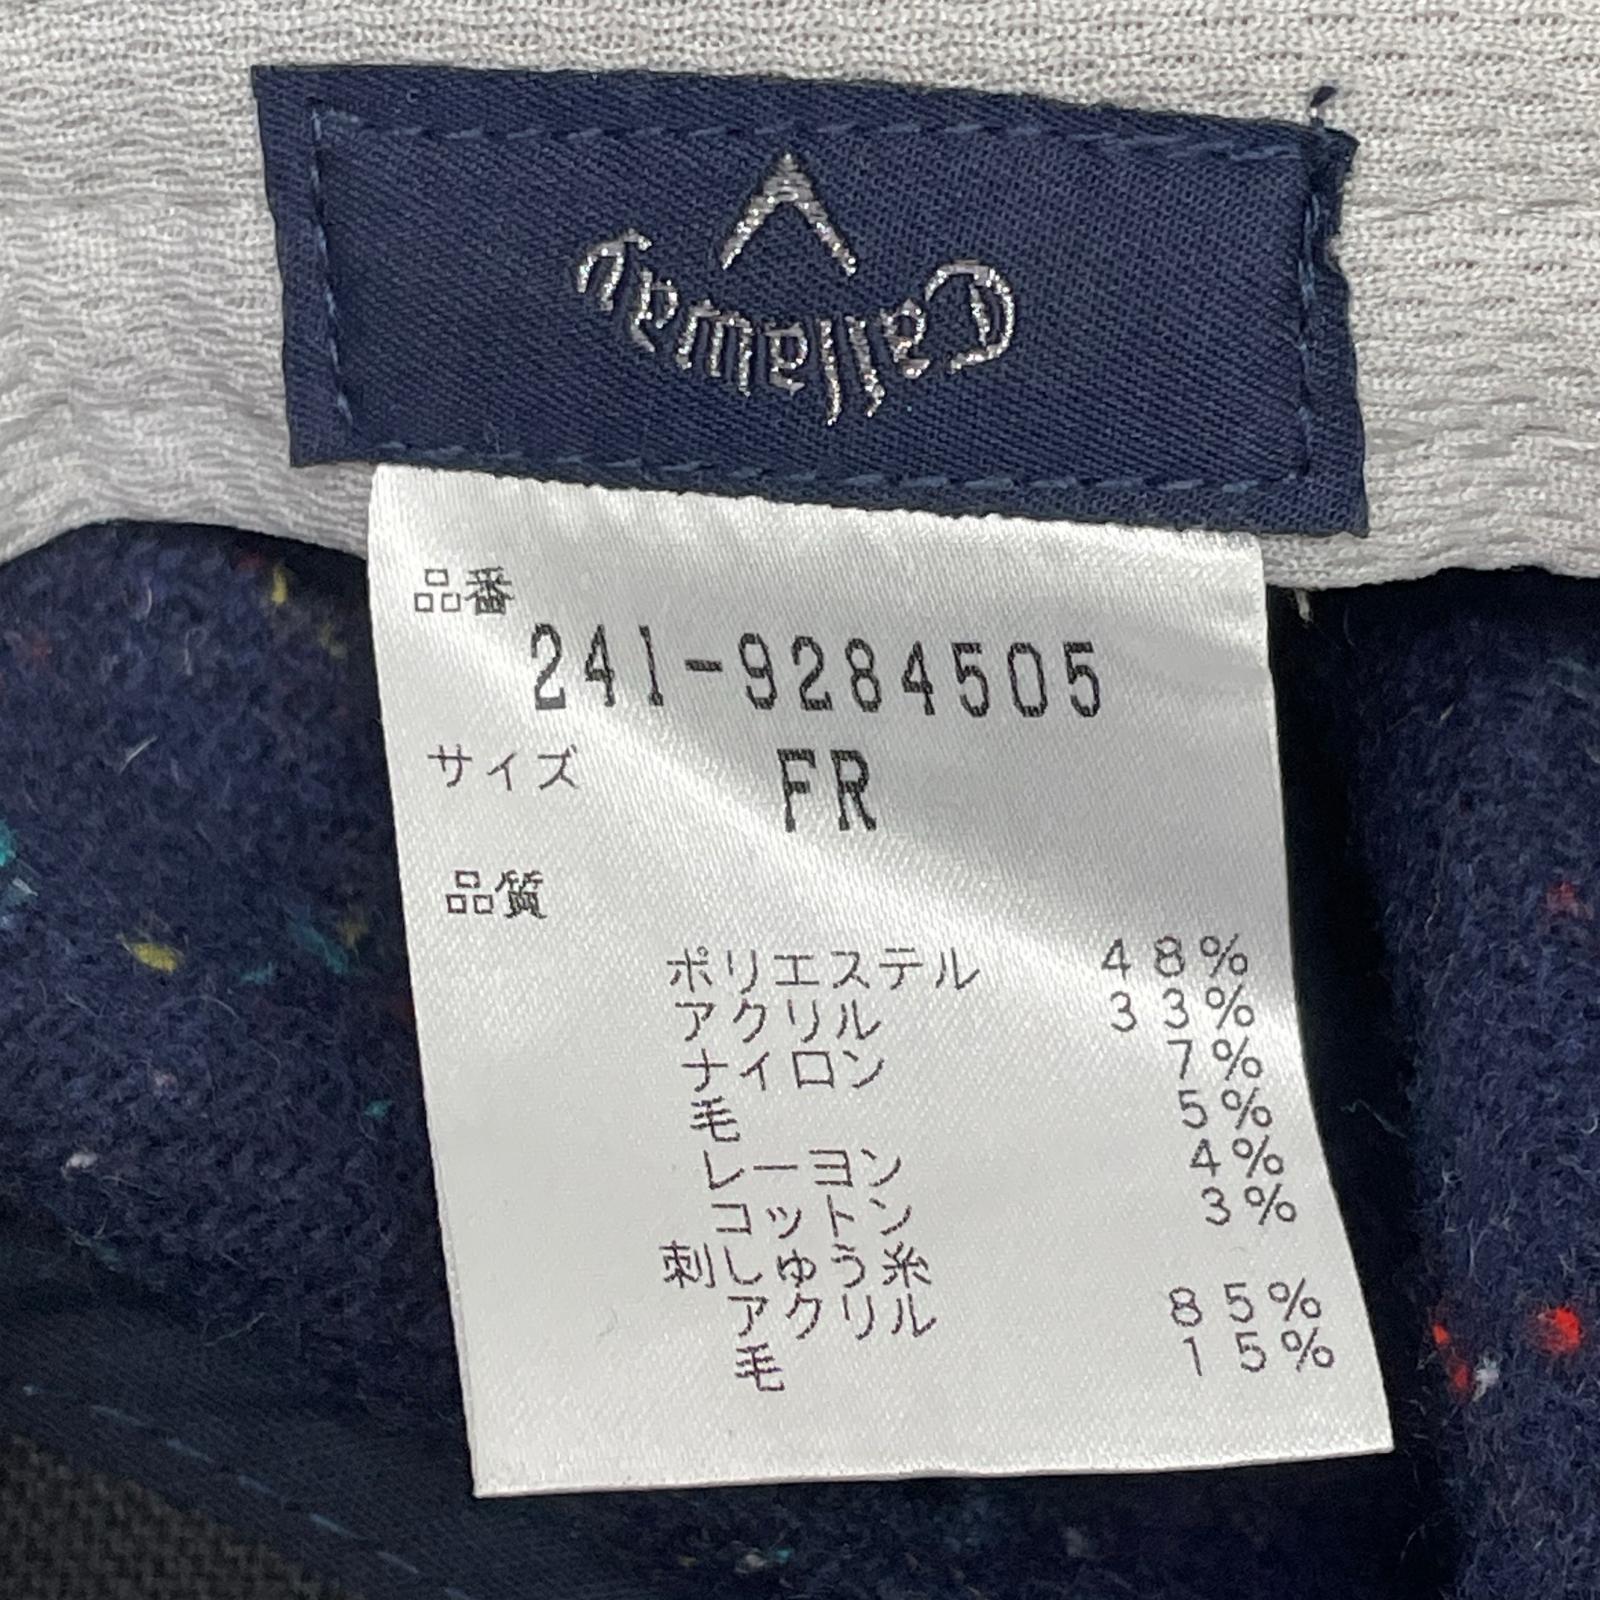 Callaway
品番
241-9284505
サイズ FR
品質
ポリエステル 48%
アクリル 33%
ナイロン 7%
毛 5%
レーヨン 4%
コットン 3%
刺しゅう糸
アクリル 85%
毛 15%